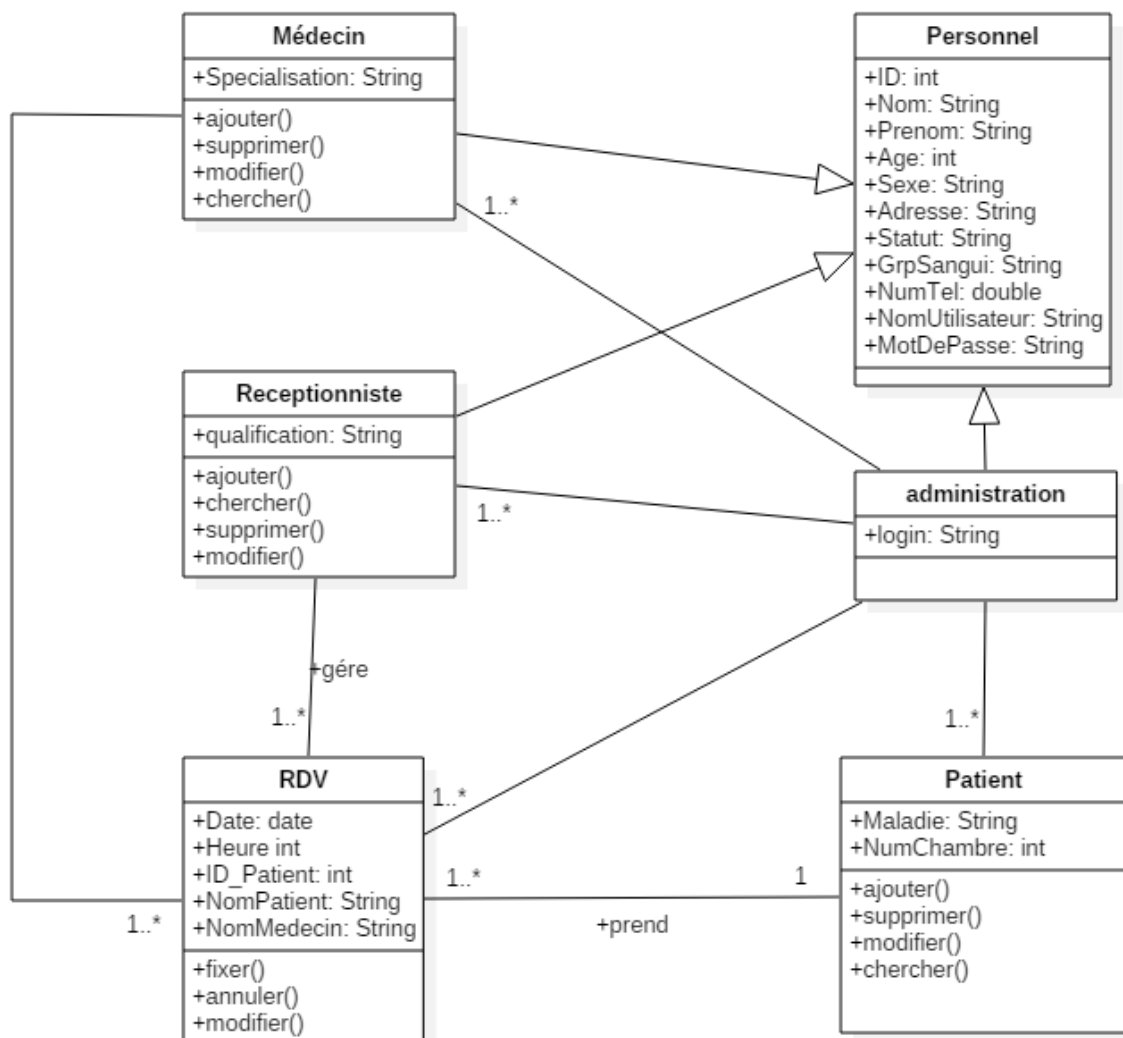 Médecin
+Specialisation: String
+ajouter()
+supprimer()
+modifier()
+chercher()
Personnel
+ID: int
+Nom: String
+Prenom: String
+Age: int
+Sexe: String
+Adresse: String
+Statut: String
+GrpSangui: String
+NumTel: double
+NomUtilisateur: String
+MotDePasse: String
1..*
Receptionniste
+qualification: String
+ajouter()
+chercher()
+supprimer()
+modifier()
1..*
administration
+login: String
+gére
1..*
1..*
RDV
+Date: date
+Heure int
+ID_Patient: int
+NomPatient: String
+NomMedecin: String
+fixer()
+annuler()
+modifier()
1..*
1..*
1
+prend
1..*
Patient
+Maladie: String
+NumChambre: int
+ajouter()
+supprimer()
+modifier()
+chercher()